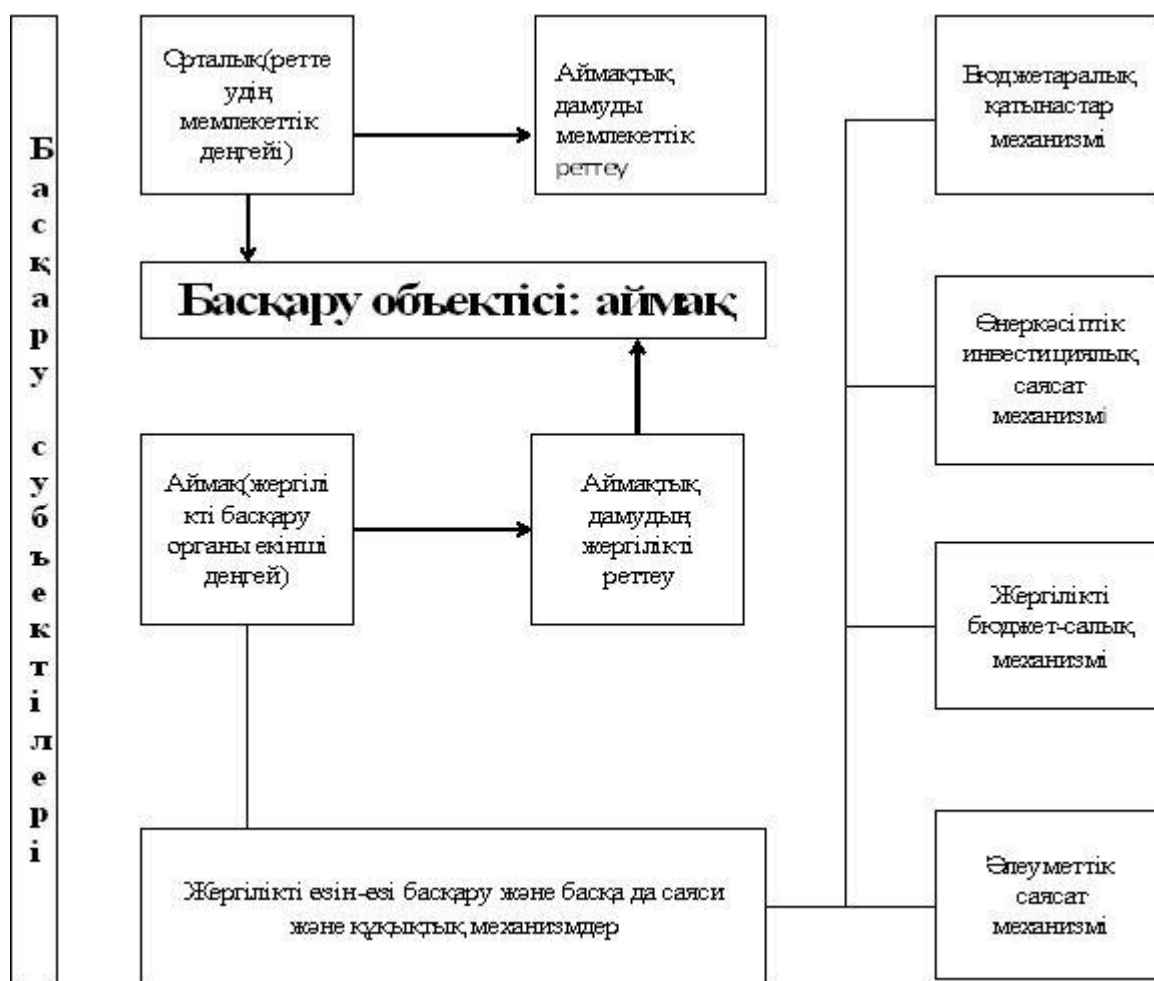 Басқару субъектілері
Орталық(ретте
удің
мемлекеттік
деңгейі)
Аймақтық
дамуды
мемлекеттік
реттеу
Бюджетаралық
қатынастар
механизмі
Басқару объектісі: аймақ
Өнеркәсіптік
инвестициялық
саясат
механизмі
Аймақ(жергілі
кті басқару
органы екінші
деңгей)
Аймақтық
дамудың
жергілікті
реттеу
Жергілікті
бюджет-салық
механизмі
Жергілікті өзін-өзі басқару және басқа да саяси
және құқықтық механизмдер
Әлеуметтік
саясат
механизмі